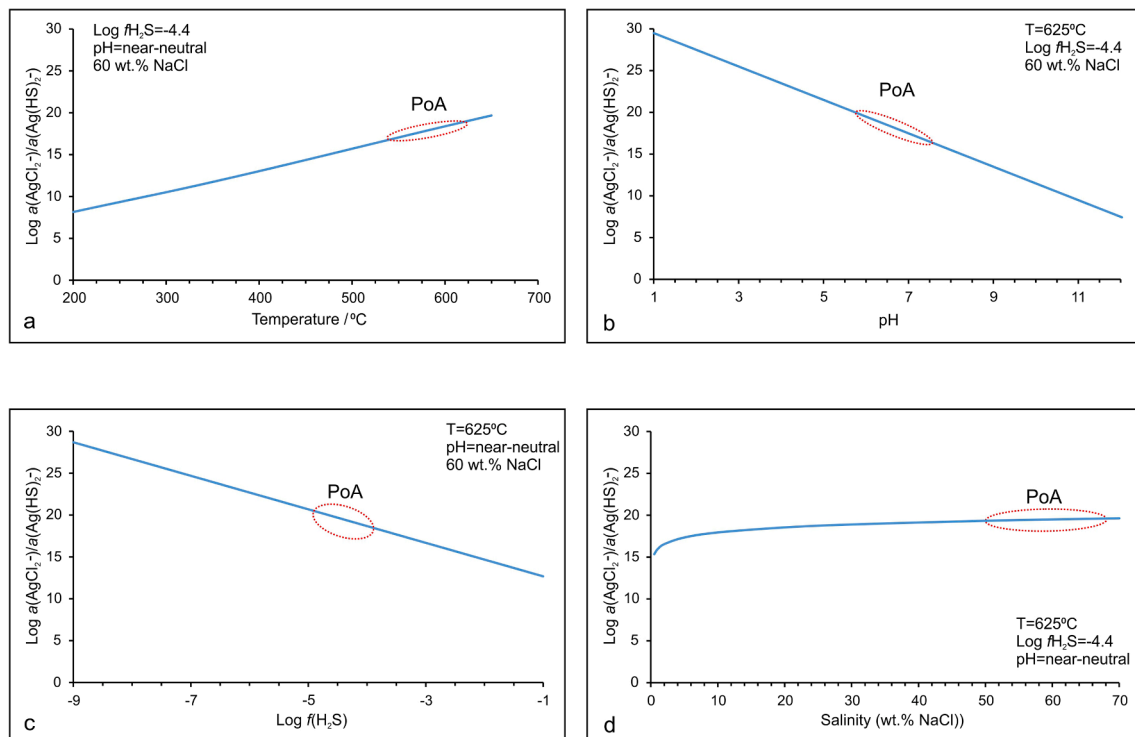 Log fH₂S=-4.4
pH=near-neutral
60 wt.% NaCl
PoA
Log a(AgCl₂-)/a(Ag(HS)₂-)
30
25
20
15
10
5
0
200
300
400
500
600
700
Temperature / ºC
a
T=625ºC
Log fH₂S=-4.4
60 wt.% NaCl
PoA
Log a(AgCl₂-)/a(Ag(HS)₂-)
30
25
20
15
10
5
0
1
3
5
7
9
11
pH
b
T=625ºC
pH=near-neutral
60 wt.% NaCl
PoA
Log a(AgCl₂-)/a(Ag(HS)₂-)
30
25
20
15
10
5
0
-9
-7
-5
-3
-1
Log f(H₂S)
c
PoA
Log a(AgCl₂-)/a(Ag(HS)₂-)
30
25
20
15
10
5
0
T=625ºC
Log fH₂S=-4.4
pH=near-neutral
0
10
20
30
40
50
60
70
Salinity (wt.% NaCl))
d